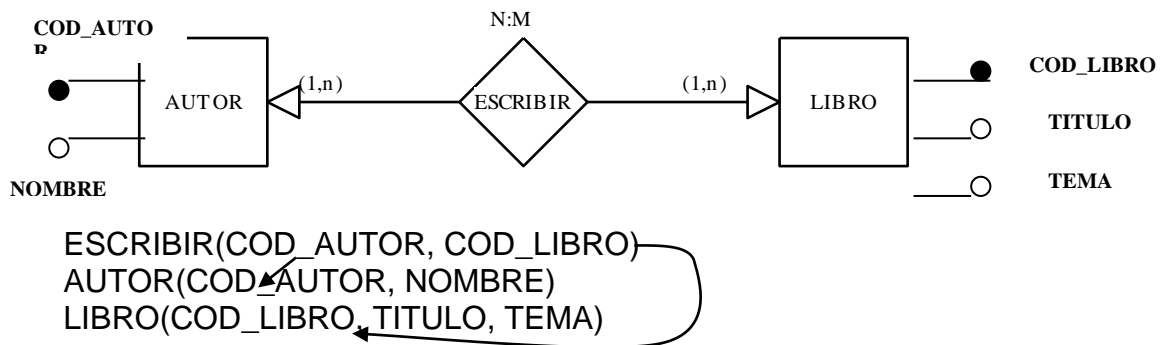 COD_AUTO
R
NOMBRE
AUTOR
(1,n)
N:M
ESCRIBIR
(1,n)
LIBRO
COD_LIBRO
TITULO
TEMA
ESCRIBIR(COD_AUTOR, COD_LIBRO)
AUTOR(COD_AUTOR, NOMBRE)
LIBRO(COD_LIBRO, TITULO, TEMA)